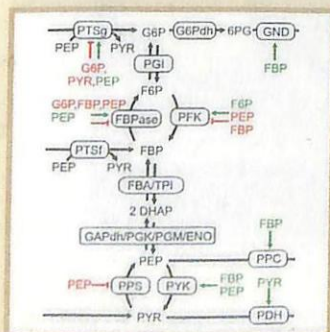 PTSg G6P G6Pdh 6PG GND
PEP PYR
G6P, PGI FBP
PYR,PEP
F6P
G6P,FBP,PEP F6P
PEP FBPase PFK PEP
FBP
PTSf FBP
PEP PYR
FBA/TPI
2 DHAP
GAPdh/PGK/PGM/ENO FBP
PEP PPC
PEP PPS PYK FBP PYR
PEP
PYR PDH